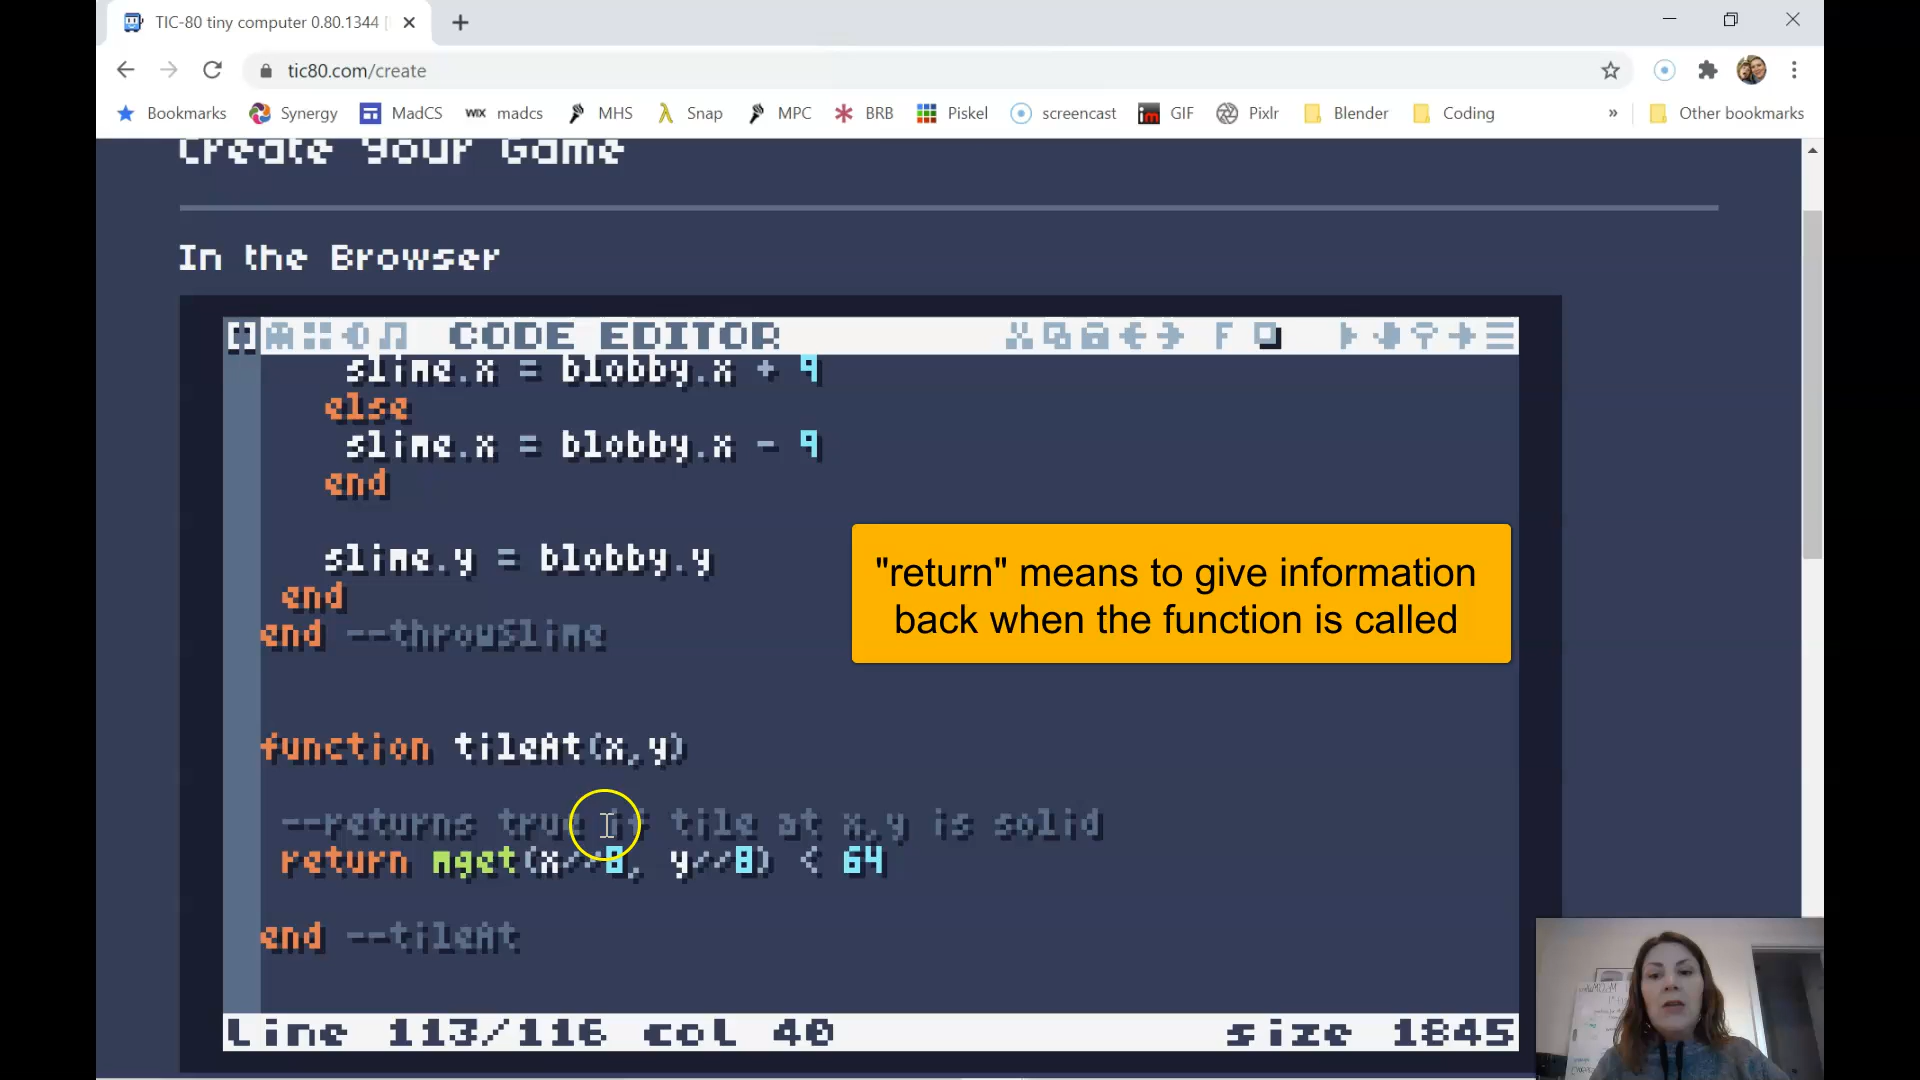 TIC-80 tiny computer 0.80.1344
tic80.com/create
Bookmarks Synergy MadCS WIX madcs MHS Snap MPC BRB Piskel screencast im GIF Pixlr Blender Coding » Other bookmarks
Create your Game
In the Browser
CODE EDITOR F
slime.x = blobby.x + 9
else
slime.x = blobby.x - 9
end
slime.y = blobby.y
end
end --throwSlime
"return" means to give information
back when the function is called
function tileAt(x,y)
--returns true if tile at x,y is solid
return mget(x//8, y//8) < 64
end --tileAt
line 113/116 col 40 size 1845